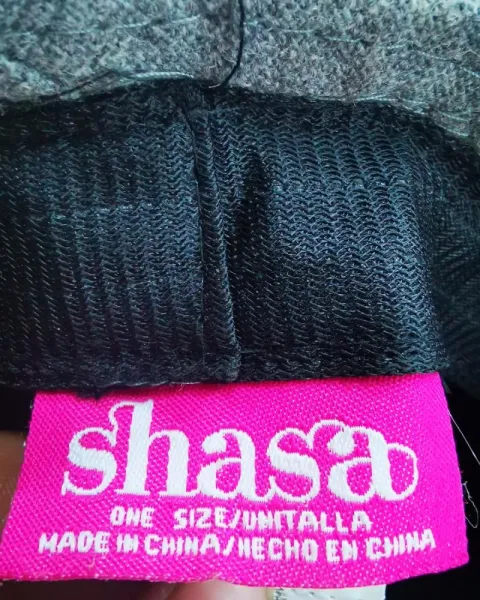 shasa
ONE SIZE/UNITALLA
MADE IN CHINA/HECHO EN CHINA